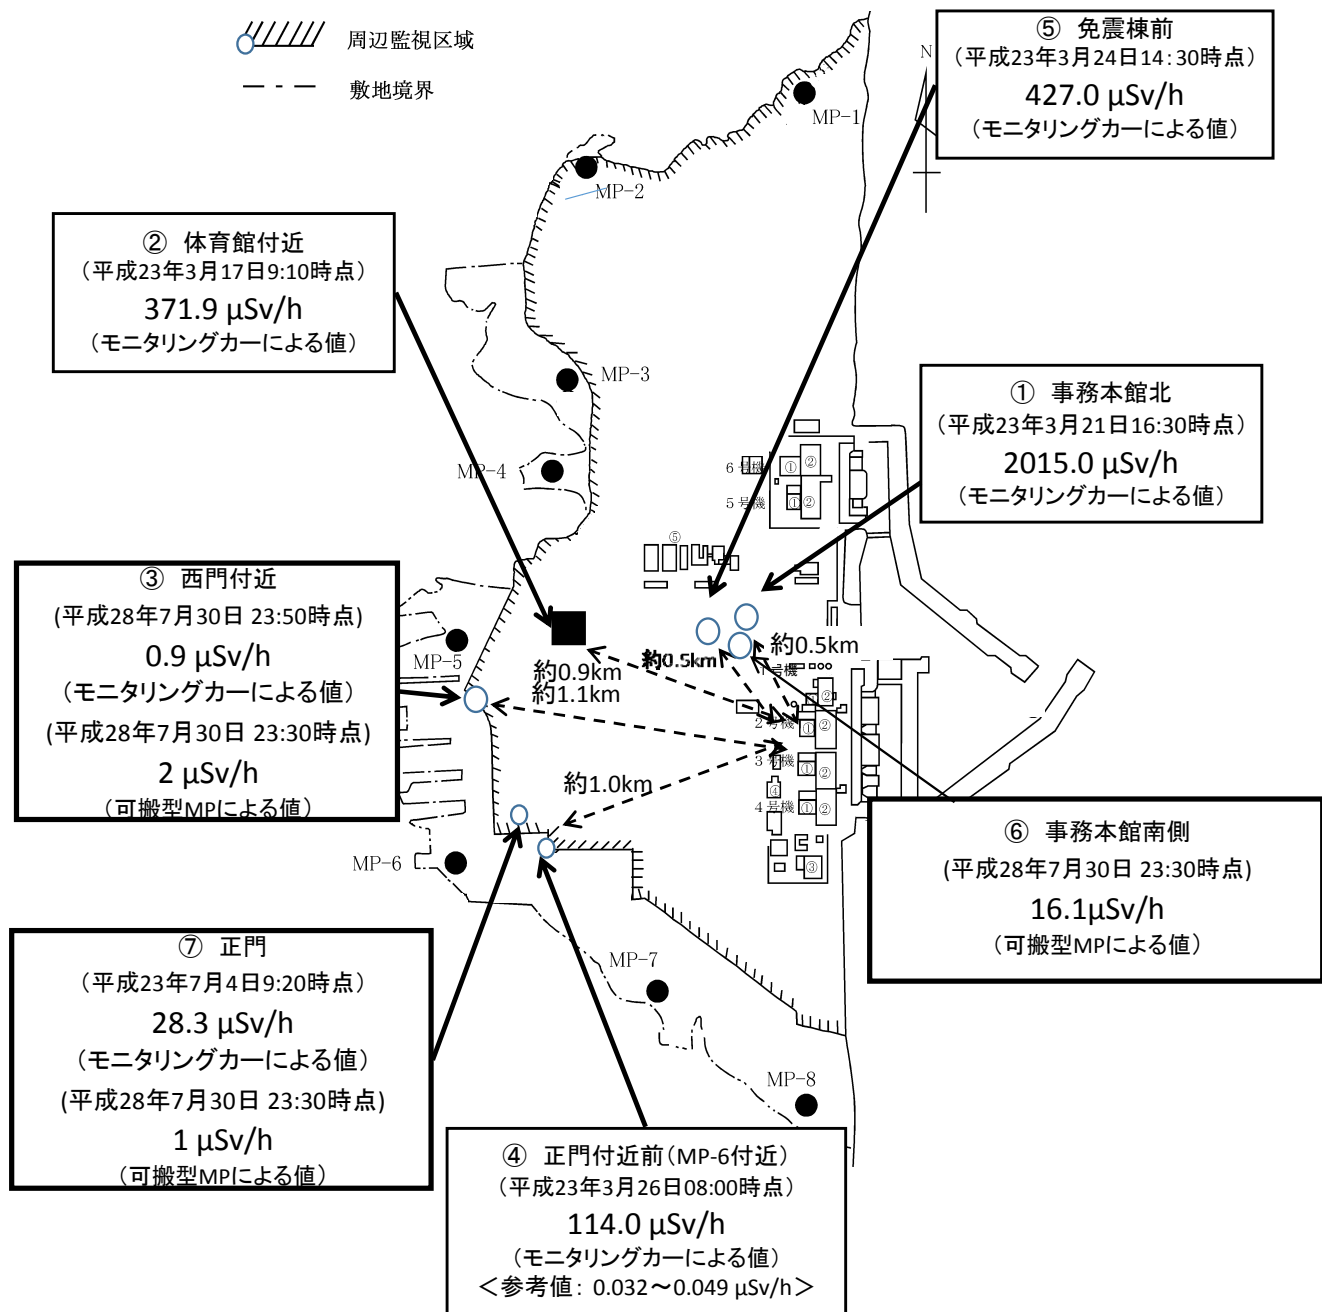 周辺監視区域
敷地境界
⑤ 免震棟前
（平成23年3月24日14:30時点）
427.0 μSv/h
（モニタリングカーによる値）
N
MP-1
MP-2
② 体育館付近
（平成23年3月17日9:10時点）
371.9 μSv/h
（モニタリングカーによる値）
MP-3
① 事務本館北
（平成23年3月21日16:30時点）
2015.0 μSv/h
（モニタリングカーによる値）
MP-4
6号機
① ②
5号機
① ②
⑤
③ 西門付近
(平成28年7月30日 23:50時点)
0.9 μSv/h
（モニタリングカーによる値）
(平成28年7月30日 23:30時点)
2 μSv/h
（可搬型MPによる値）
MP-5
約0.9km
約1.1km
約0.5km
約0.5km
1号機
②
2号機
① ②
3号機
① ②
④
4号機
① ②
③
約1.0km
MP-6
⑥ 事務本館南側
(平成28年7月30日 23:30時点)
16.1μSv/h
（可搬型MPによる値）
⑦ 正門
（平成23年7月4日9:20時点）
28.3 μSv/h
（モニタリングカーによる値）
(平成28年7月30日 23:30時点)
1 μSv/h
（可搬型MPによる値）
MP-7
MP-8
④ 正門付近前（MP-6付近）
（平成23年3月26日08:00時点）
114.0 μSv/h
（モニタリングカーによる値）
＜参考値: 0.032～0.049 μSv/h＞